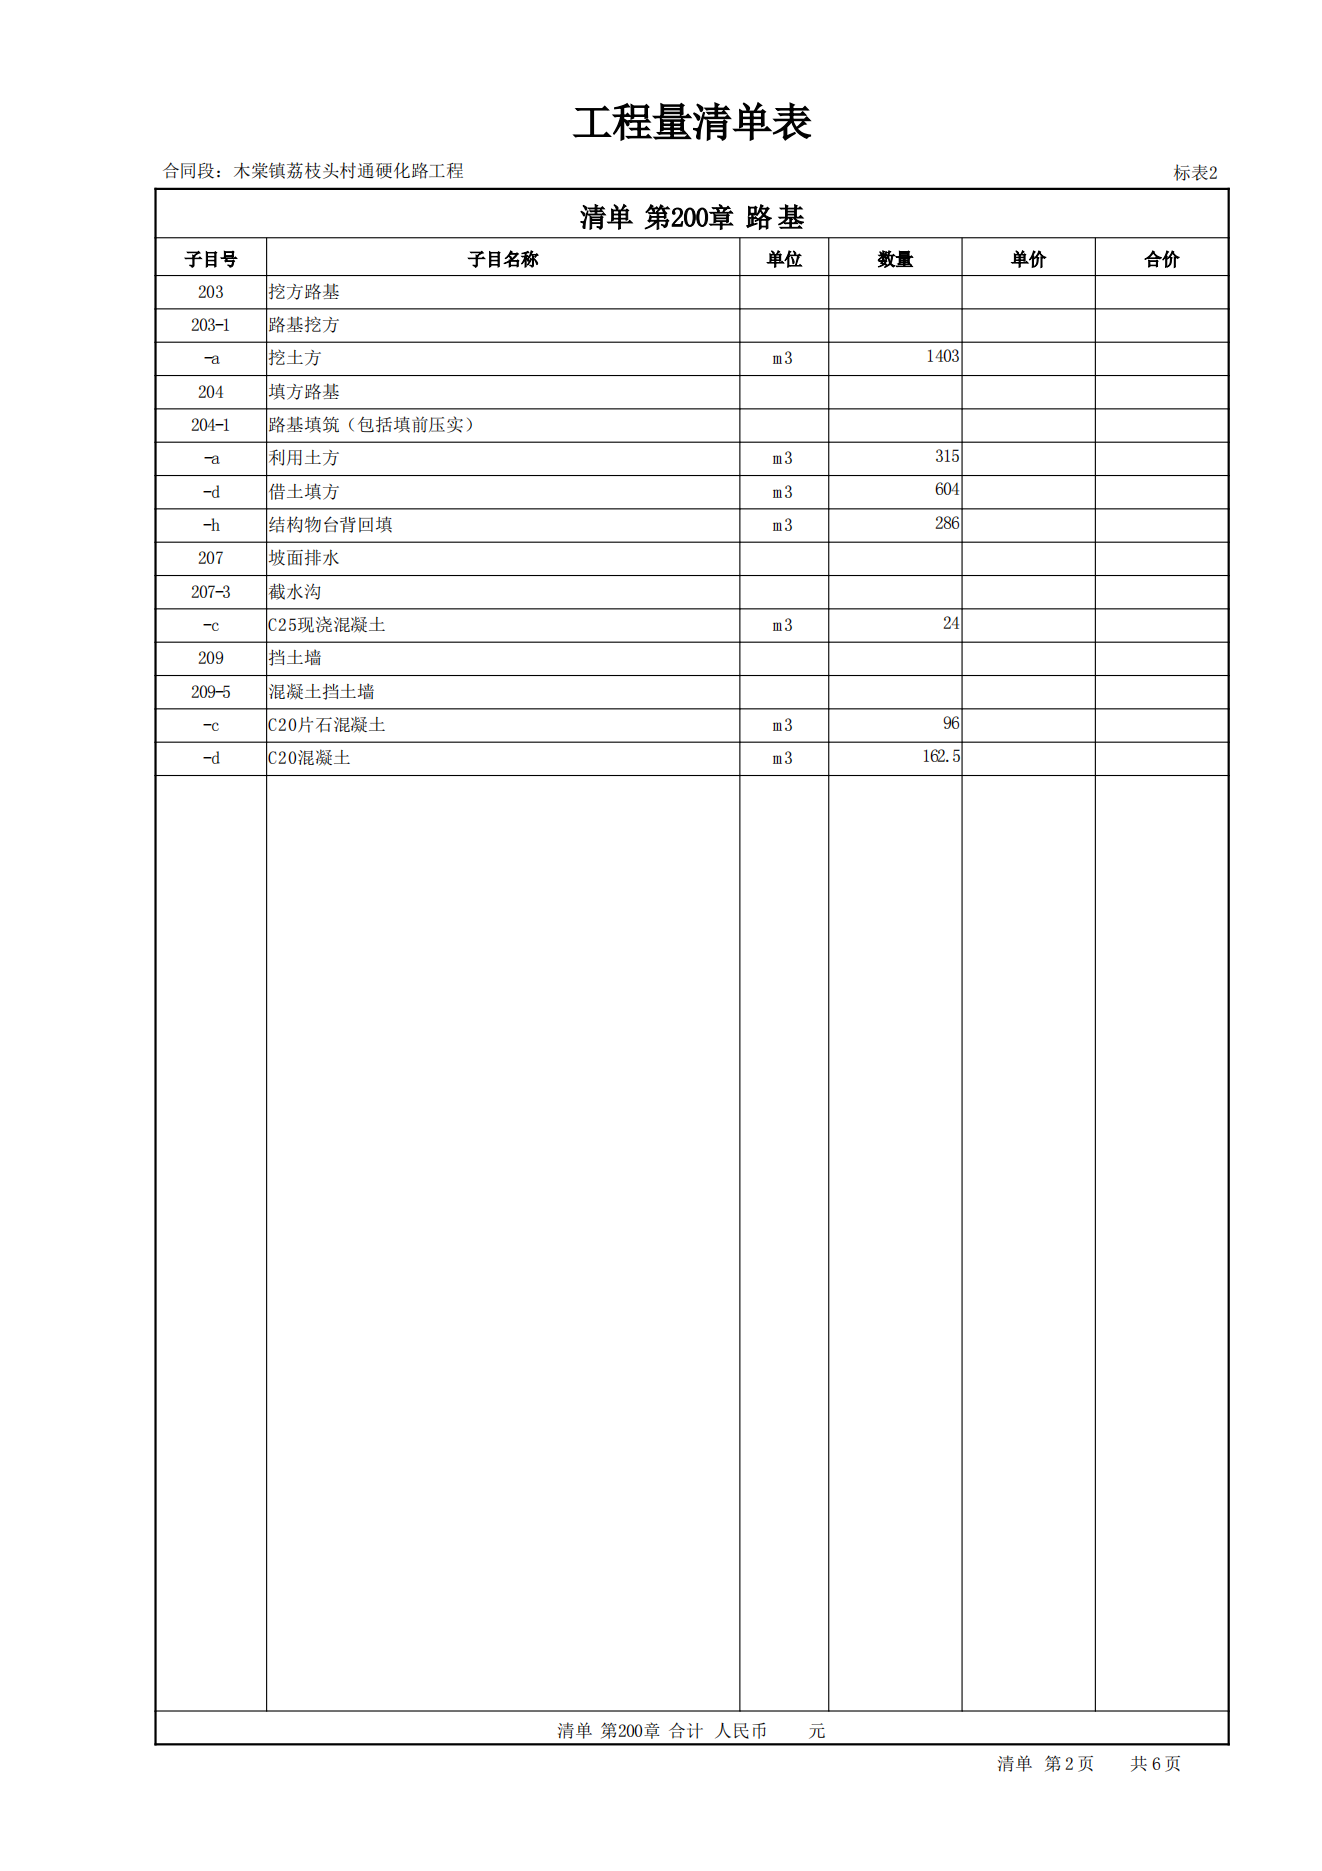 工程量清单表
合同段：木棠镇荔枝头村通硬化路工程 标表2
清单 第200章 路 基
子目号 子目名称 单位 数量 单价 合价
203 挖方路基
203-1 路基挖方
-a 挖土方 m3 1403
204 填方路基
204-1 路基填筑（包括填前压实）
-a 利用土方 m3 315
-d 借土填方 m3 604
-h 结构物台背回填 m3 286
207 坡面排水
207-3 截水沟
-c C25现浇混凝土 m3 24
209 挡土墙
209-5 混凝土挡土墙
-c C20片石混凝土 m3 96
-d C20混凝土 m3 162.5
清单 第200章 合计 人民币 元
清单 第2页 共6页